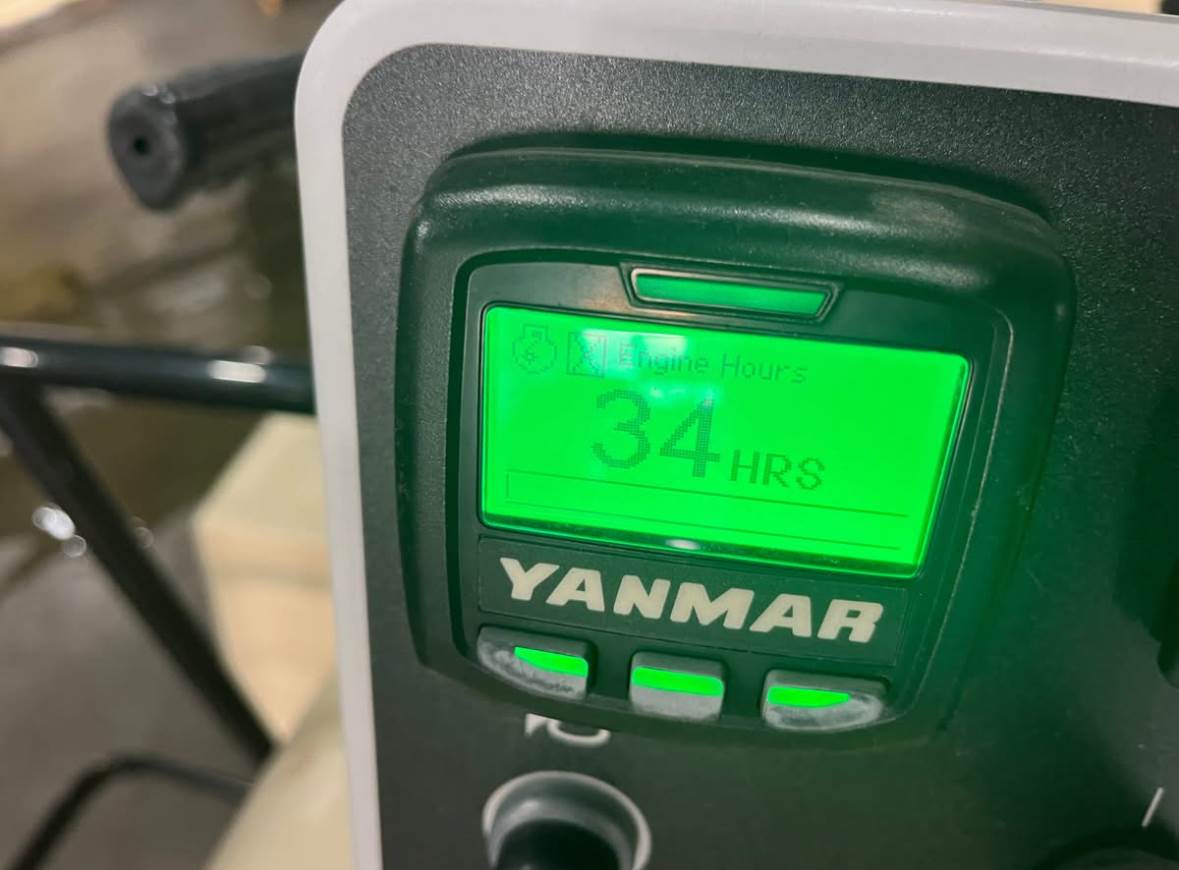 Engine Hours
34 HRS
YANMAR